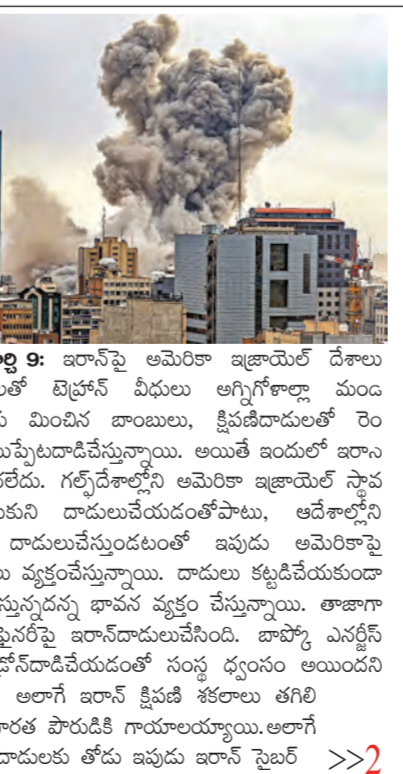 ర్చి 9: ఇరాన్‌పై అమెరికా ఇజ్రాయెల్ దేశాలు
లతో టెహ్రాన్ వీధులు అగ్నిగోళాల్లా మండ
మించిన బాంబులు, క్షిపణిదాడులతో రెం
ముప్పేటదాడిచేస్తున్నాయి. అయితే ఇందులో ఇరాన
లేదు. గల్ఫ్‌దేశాల్లోని అమెరికా ఇజ్రాయెల్ స్థావ
కుని దాడులుచేయడంతోపాటు, ఆదేశాల్లోని
దాడులుచేస్తుండటంతో ఇపుడు అమెరికాపై
లు వ్యక్తంచేస్తున్నాయి. దాడులు కట్టడిచేయకుండా
స్తున్నదన్న భావన వ్యక్తం చేస్తున్నాయి. తాజాగా
ఫైనరీపై ఇరాన్‌దాడులుచేసింది. బాప్కో ఎనర్జీస్
డ్రోన్‌దాడిచేయడంతో సంస్థ ధ్వంసం అయిందని
అలాగే ఇరాన్ క్షిపణి శకలాలు తగిలి
భారత పౌరుడికి గాయాలయ్యాయి.అలాగే
దాడులకు తోడు ఇపుడు ఇరాన్ సైబర్ >>2